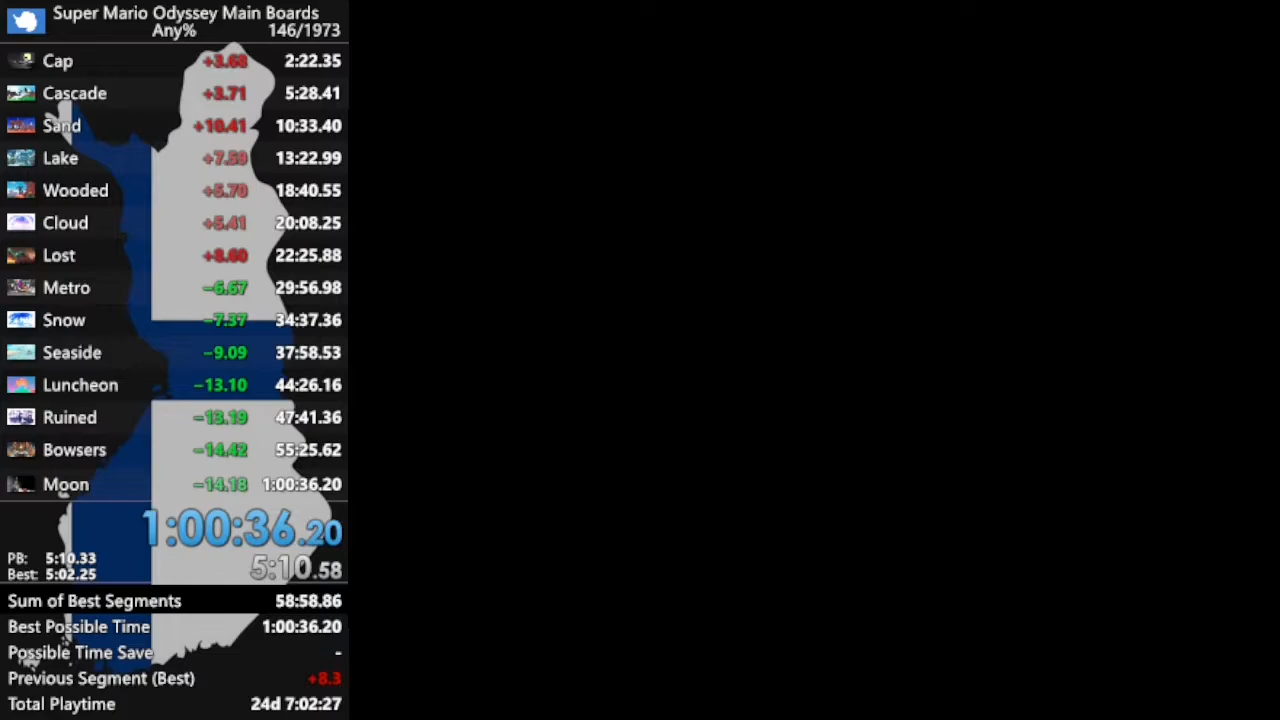 Super Mario Odyssey Main Boards
Any% 146/1973
Cap +3.68 2:22.35
Cascade +3.71 5:28.41
Sand +10.41 10:33.40
Lake +7.59 13:22.99
Wooded +5.70 18:40.55
Cloud +5.41 20:08.25
Lost +8.60 22:25.88
Metro −6.67 29:56.98
Snow −7.37 34:37.36
Seaside −9.09 37:58.53
Luncheon −13.10 44:26.16
Ruined −13.19 47:41.36
Bowsers −14.42 55:25.62
Moon −14.18 1:00:36.20
1:00:36.20
PB: 5:10.33
Best: 5:02.25
5:10.58
Sum of Best Segments 58:58.86
Best Possible Time 1:00:36.20
Possible Time Save -
Previous Segment (Best) +8.3
Total Playtime 24d 7:02:27